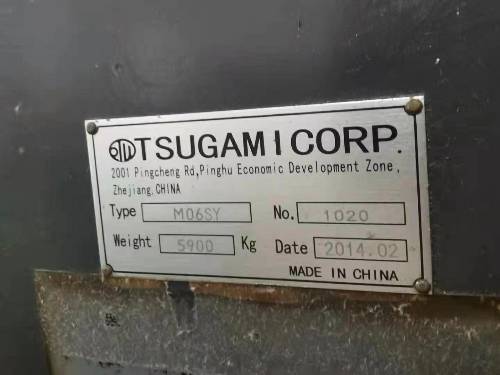 TSUGAMI CORP.
2001 Pingcheng Rd,Pinghu Economic Development Zone,
Zhejiang,CHINA
Type M06SY No. 1020
Weight 5900 Kg Date 2014.02
MADE IN CHINA